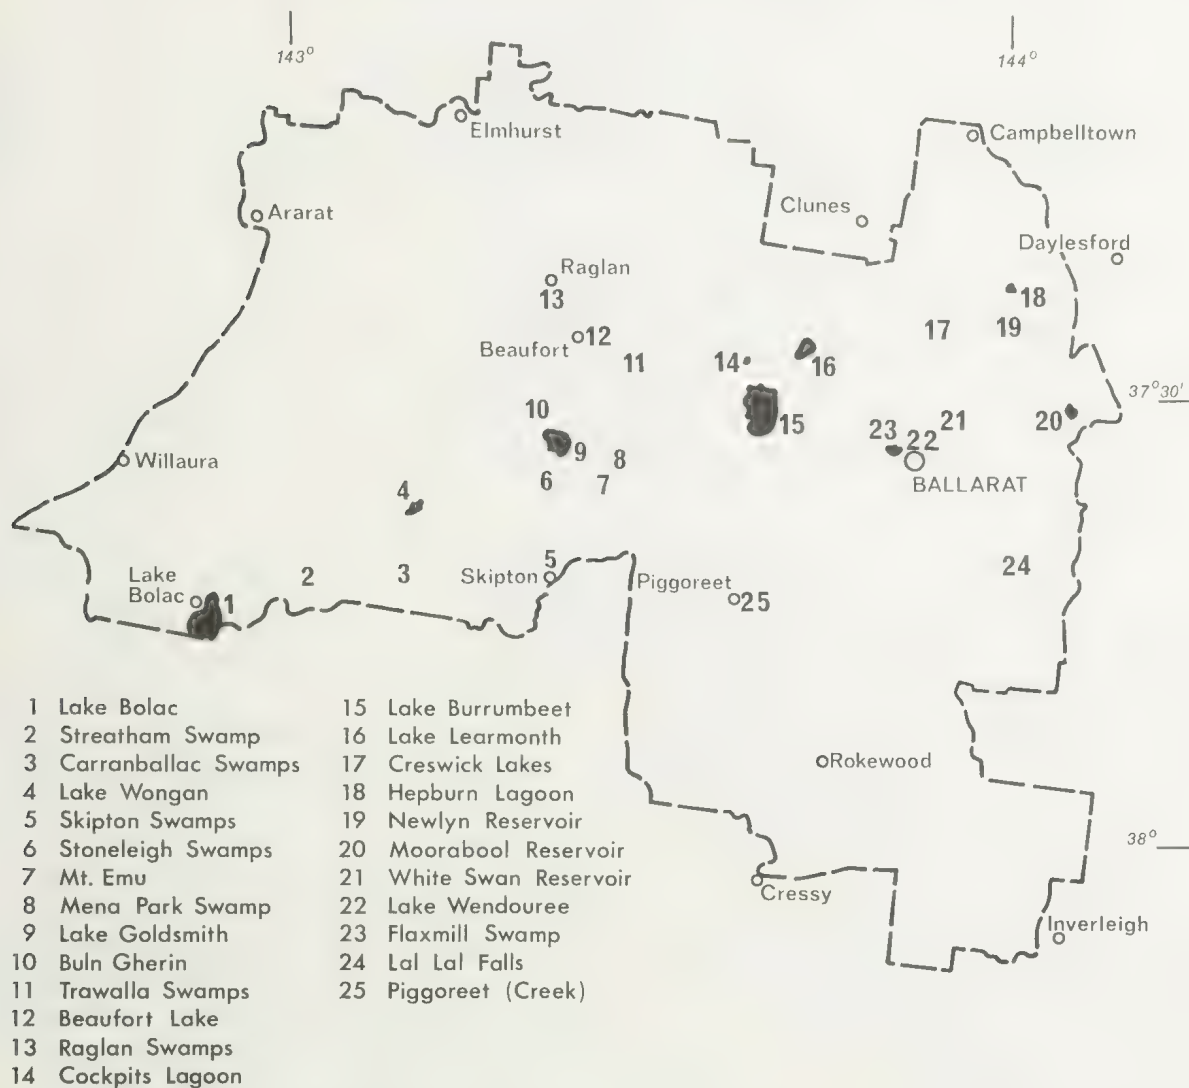 143°
144°
Elmhurst
Campbelltown
Ararat
Clunes
Daylesford
Raglan
13
18
17
19
Beaufort
12
11
14
16
37°30'
10
15
20
21
23
22
9
8
BALLARAT
Willaura
6
7
4
5
24
2
3
Skipton
Lake
Bolac
1
Piggoreet
25
1 Lake Bolac
2 Streatham Swamp
3 Carranballac Swamps
4 Lake Wongan
5 Skipton Swamps
6 Stoneleigh Swamps
7 Mt. Emu
8 Mena Park Swamp
9 Lake Goldsmith
10 Buln Gherin
11 Trawalla Swamps
12 Beaufort Lake
13 Raglan Swamps
14 Cockpits Lagoon
15 Lake Burrumbeet
16 Lake Learmonth
17 Creswick Lakes
18 Hepburn Lagoon
19 Newlyn Reservoir
20 Moorabool Reservoir
21 White Swan Reservoir
22 Lake Wendouree
23 Flaxmill Swamp
24 Lal Lal Falls
25 Piggoreet (Creek)
Rokewood
38°
Cressy
Inverleigh